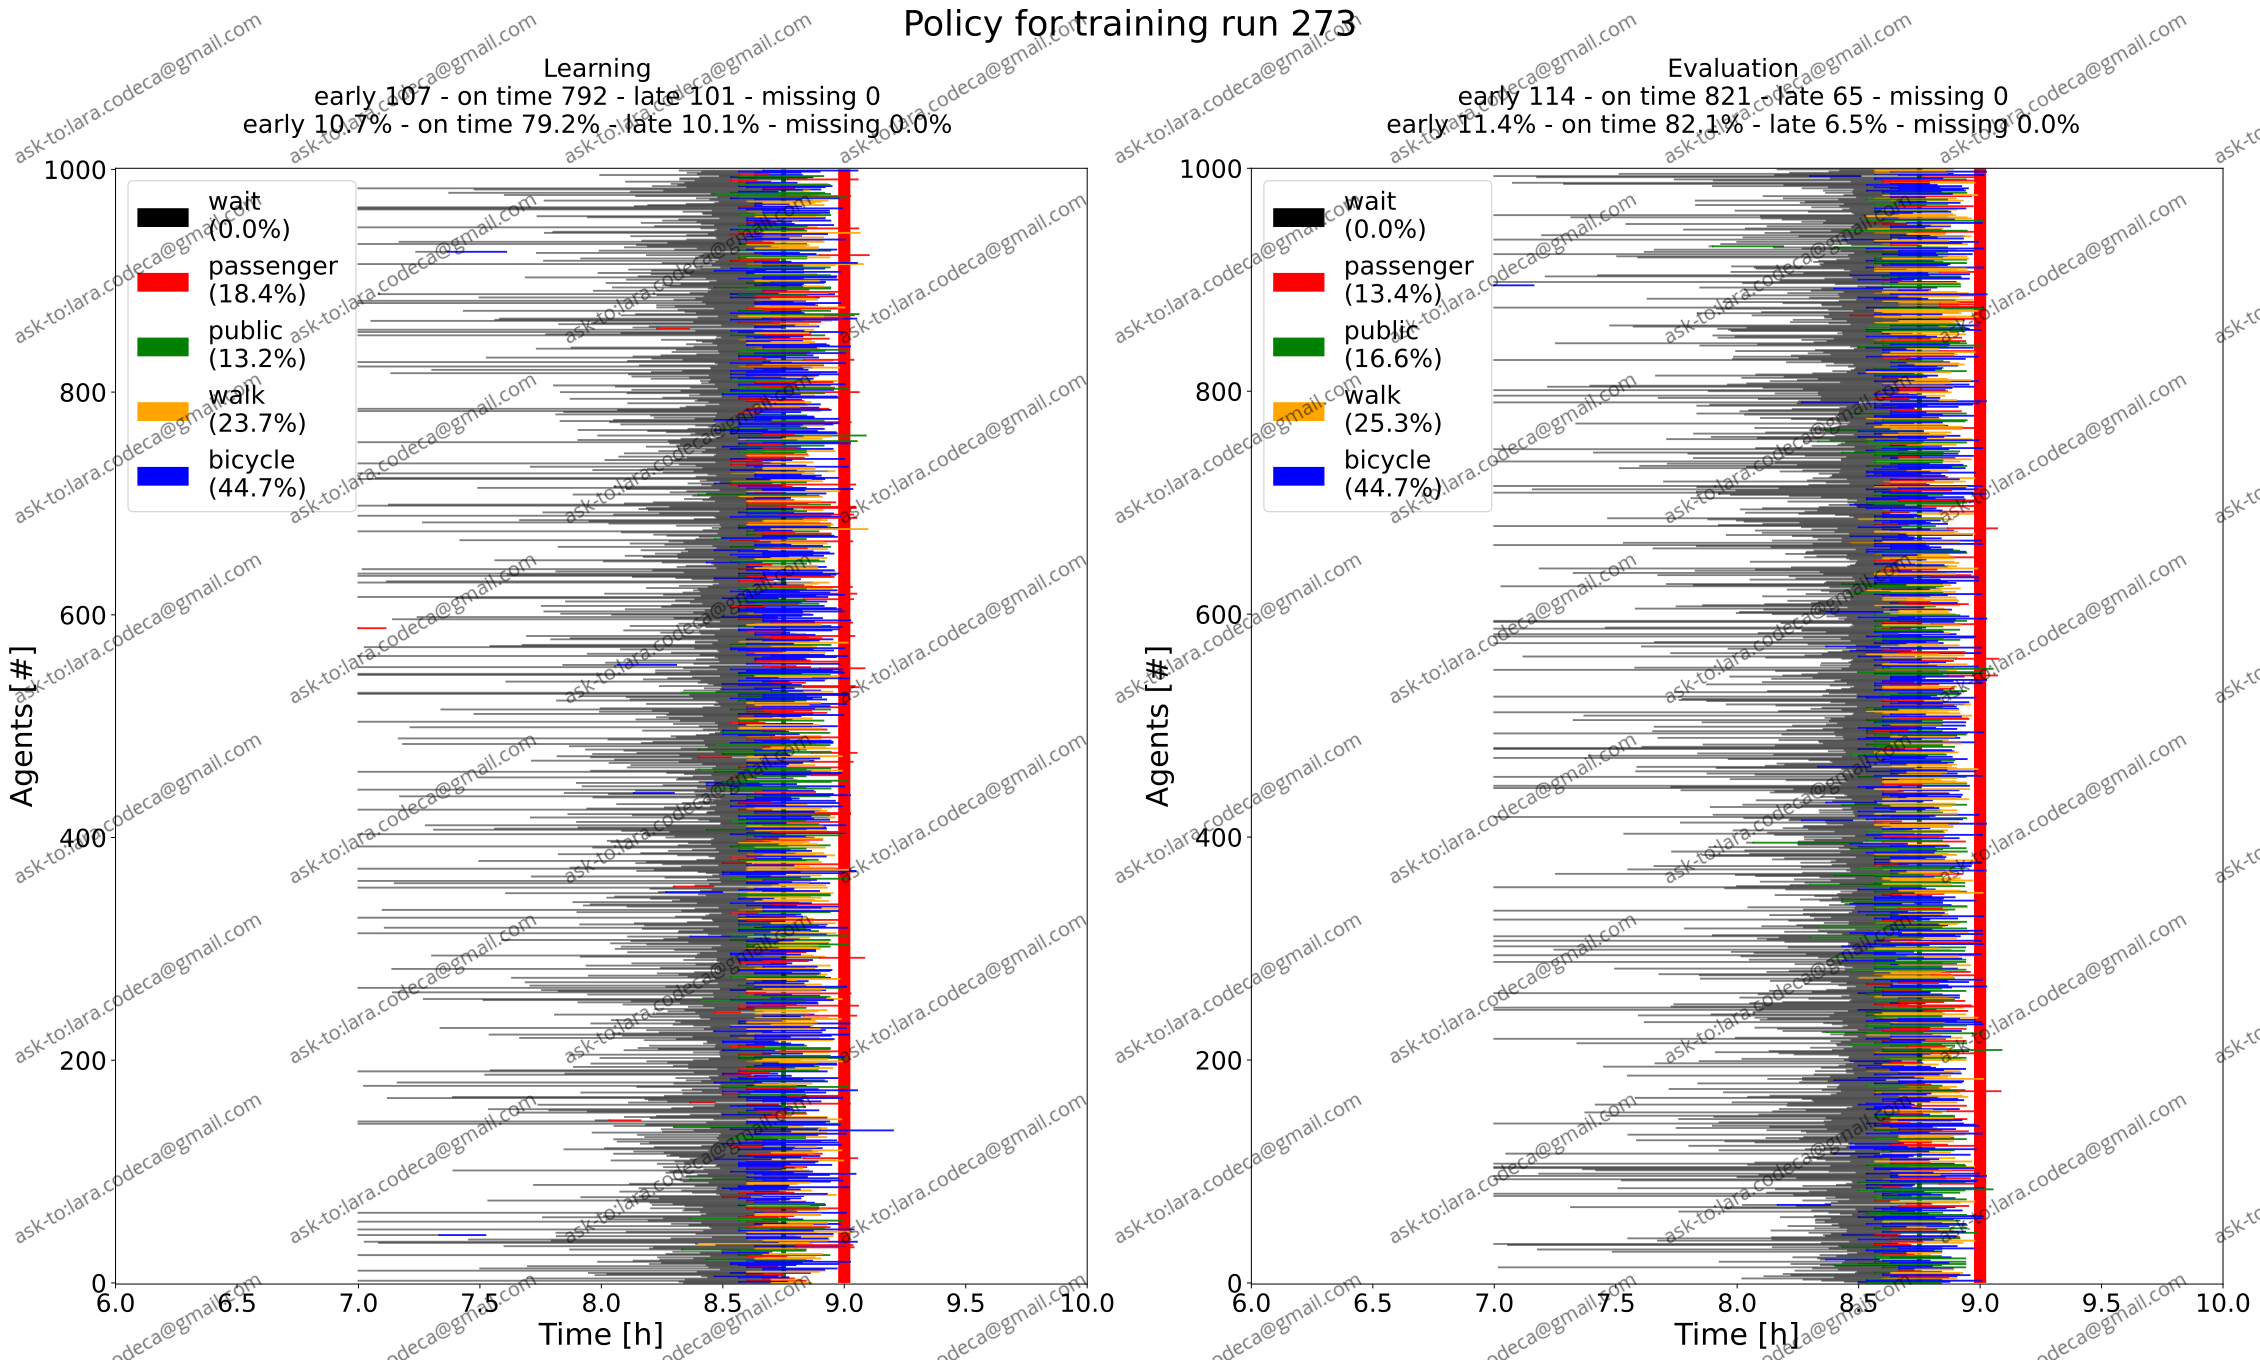 Policy for training run 273
Learning
early 107 - on time 792 - late 101 - missing 0
early 10.7% - on time 79.2% - late 10.1% - missing 0.0%
1000
800
600
400
200
0
Agents [#]
wait
(0.0%)
passenger
(18.4%)
public
(13.2%)
walk
(23.7%)
bicycle
(44.7%)
6.0 6.5 7.0 7.5 8.0 8.5 9.0 9.5 10.0
Time [h]
Evaluation
early 114 - on time 821 - late 65 - missing 0
early 11.4% - on time 82.1% - late 6.5% - missing 0.0%
1000
800
600
400
200
0
Agents [#]
wait
(0.0%)
passenger
(13.4%)
public
(16.6%)
walk
(25.3%)
bicycle
(44.7%)
6.0 6.5 7.0 7.5 8.0 8.5 9.0 9.5 10.0
Time [h]
ask-to:lara.codeca@gmail.com